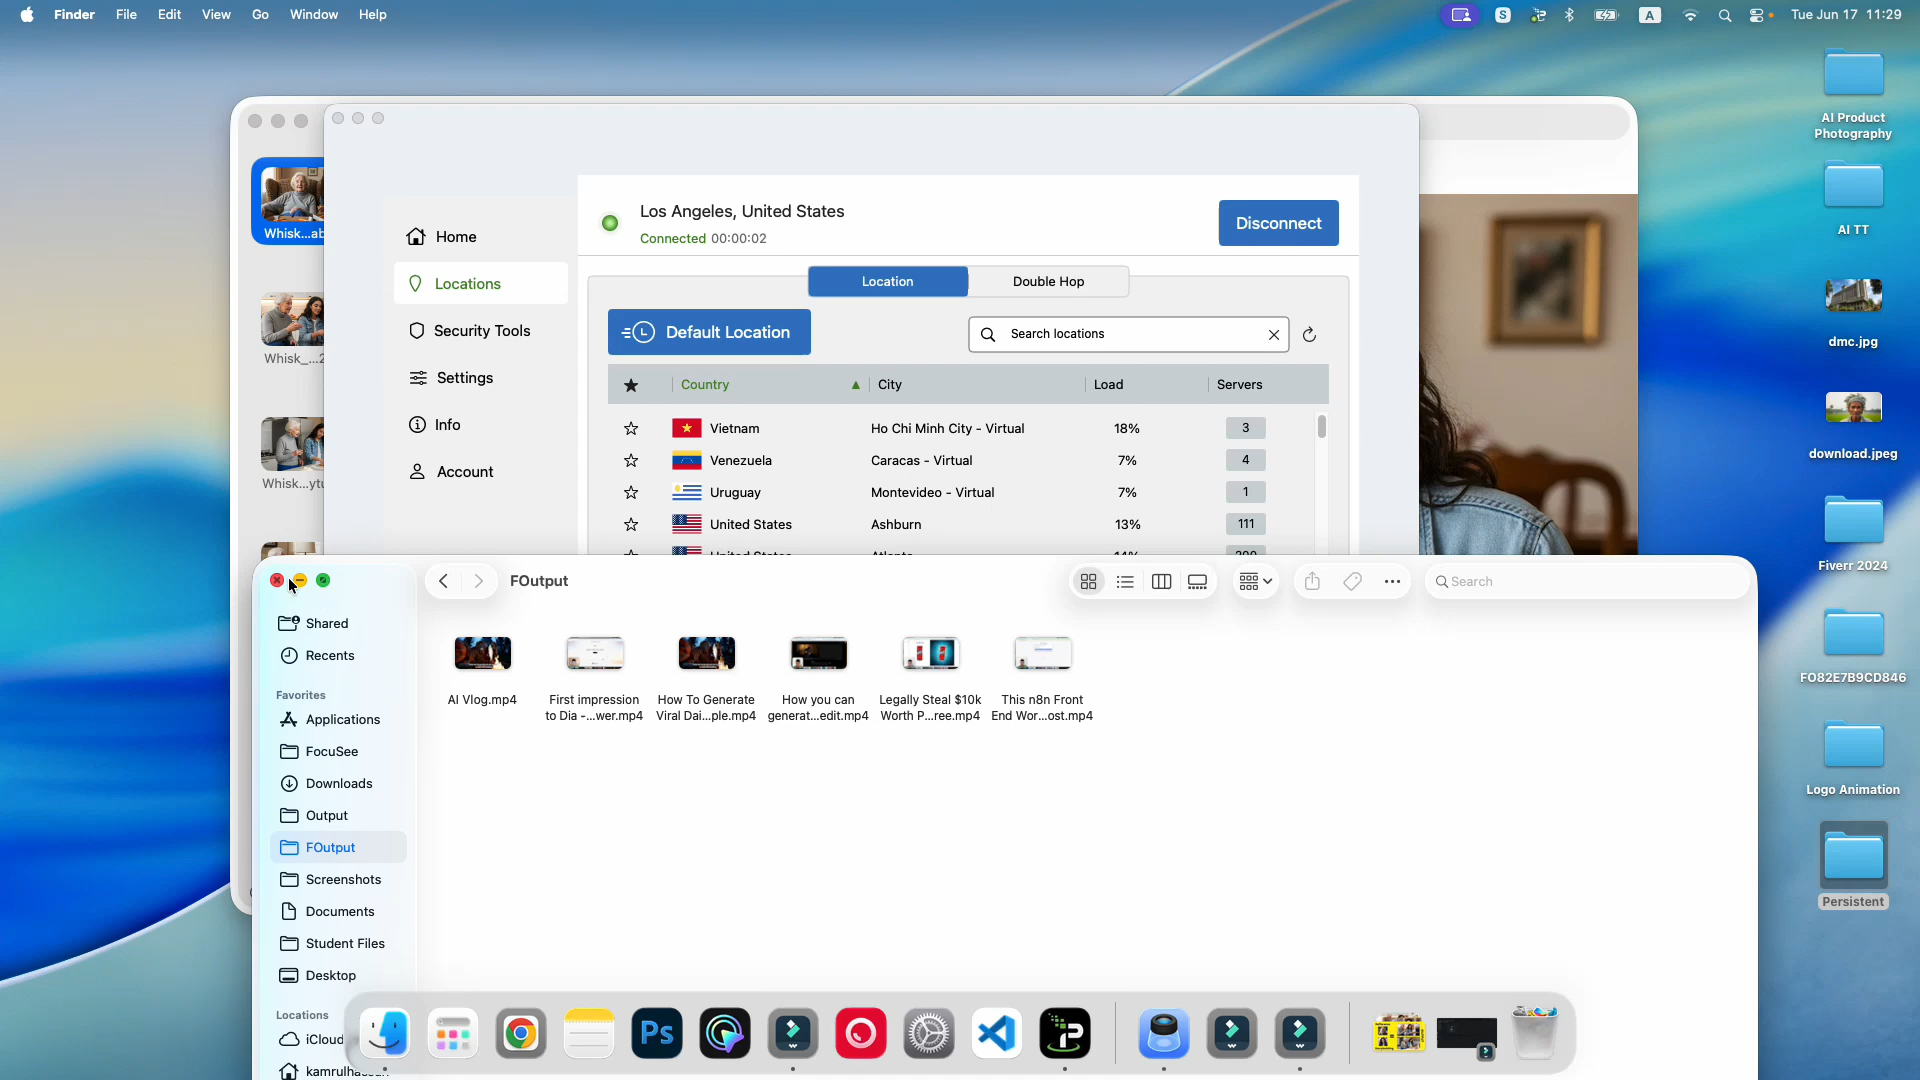 Finder File Edit View Go Window Help
S
A
Tue Jun 17 11:29
AI Product
Photography
AI TT
dmc.jpg
download.jpeg
Fiverr 2024
FO82E7B9CD846
Logo Animation
Persistent
Whisk...
Whisk_...
Whisk...
Home
Locations
Security Tools
Settings
Info
Account
Los Angeles, United States
Connected 00:00:02
Disconnect
Location Double Hop
Default Location
Search locations
Country City Load Servers
Vietnam Ho Chi Minh City - Virtual 18% 3
Venezuela Caracas - Virtual 7% 4
Uruguay Montevideo - Virtual 7% 1
United States Ashburn 13% 111
FOutput
Search
Shared
Recents
Favorites
Applications
FocuSee
Downloads
Output
FOutput
Screenshots
Documents
Student Files
Desktop
Locations
iCloud
AI Vlog.mp4
First impression
to Dia -...wer.mp4
How To Generate
Viral Dai...ple.mp4
How you can
generat...edit.mp4
Legally Steal $10k
Worth P...ree.mp4
This n8n Front
End Wor...ost.mp4
Ps